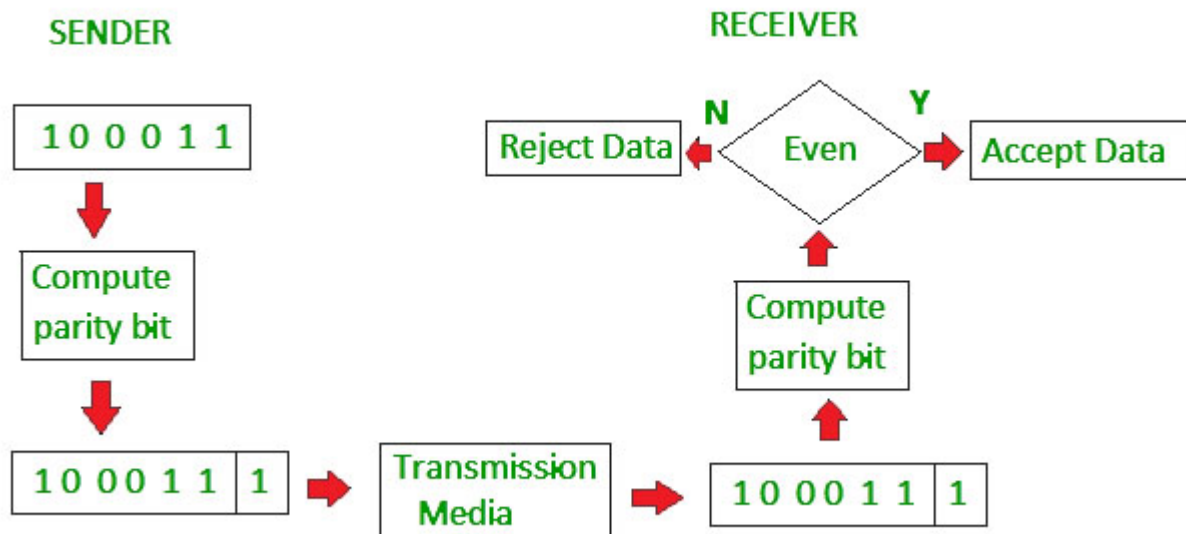 SENDER
1 0 0 0 1 1
Compute
parity bit
1 0 0 0 1 1 1
Transmission
Media
1 0 0 0 1 1 1
RECEIVER
Compute
parity bit
Even
N
Y
Reject Data
Accept Data